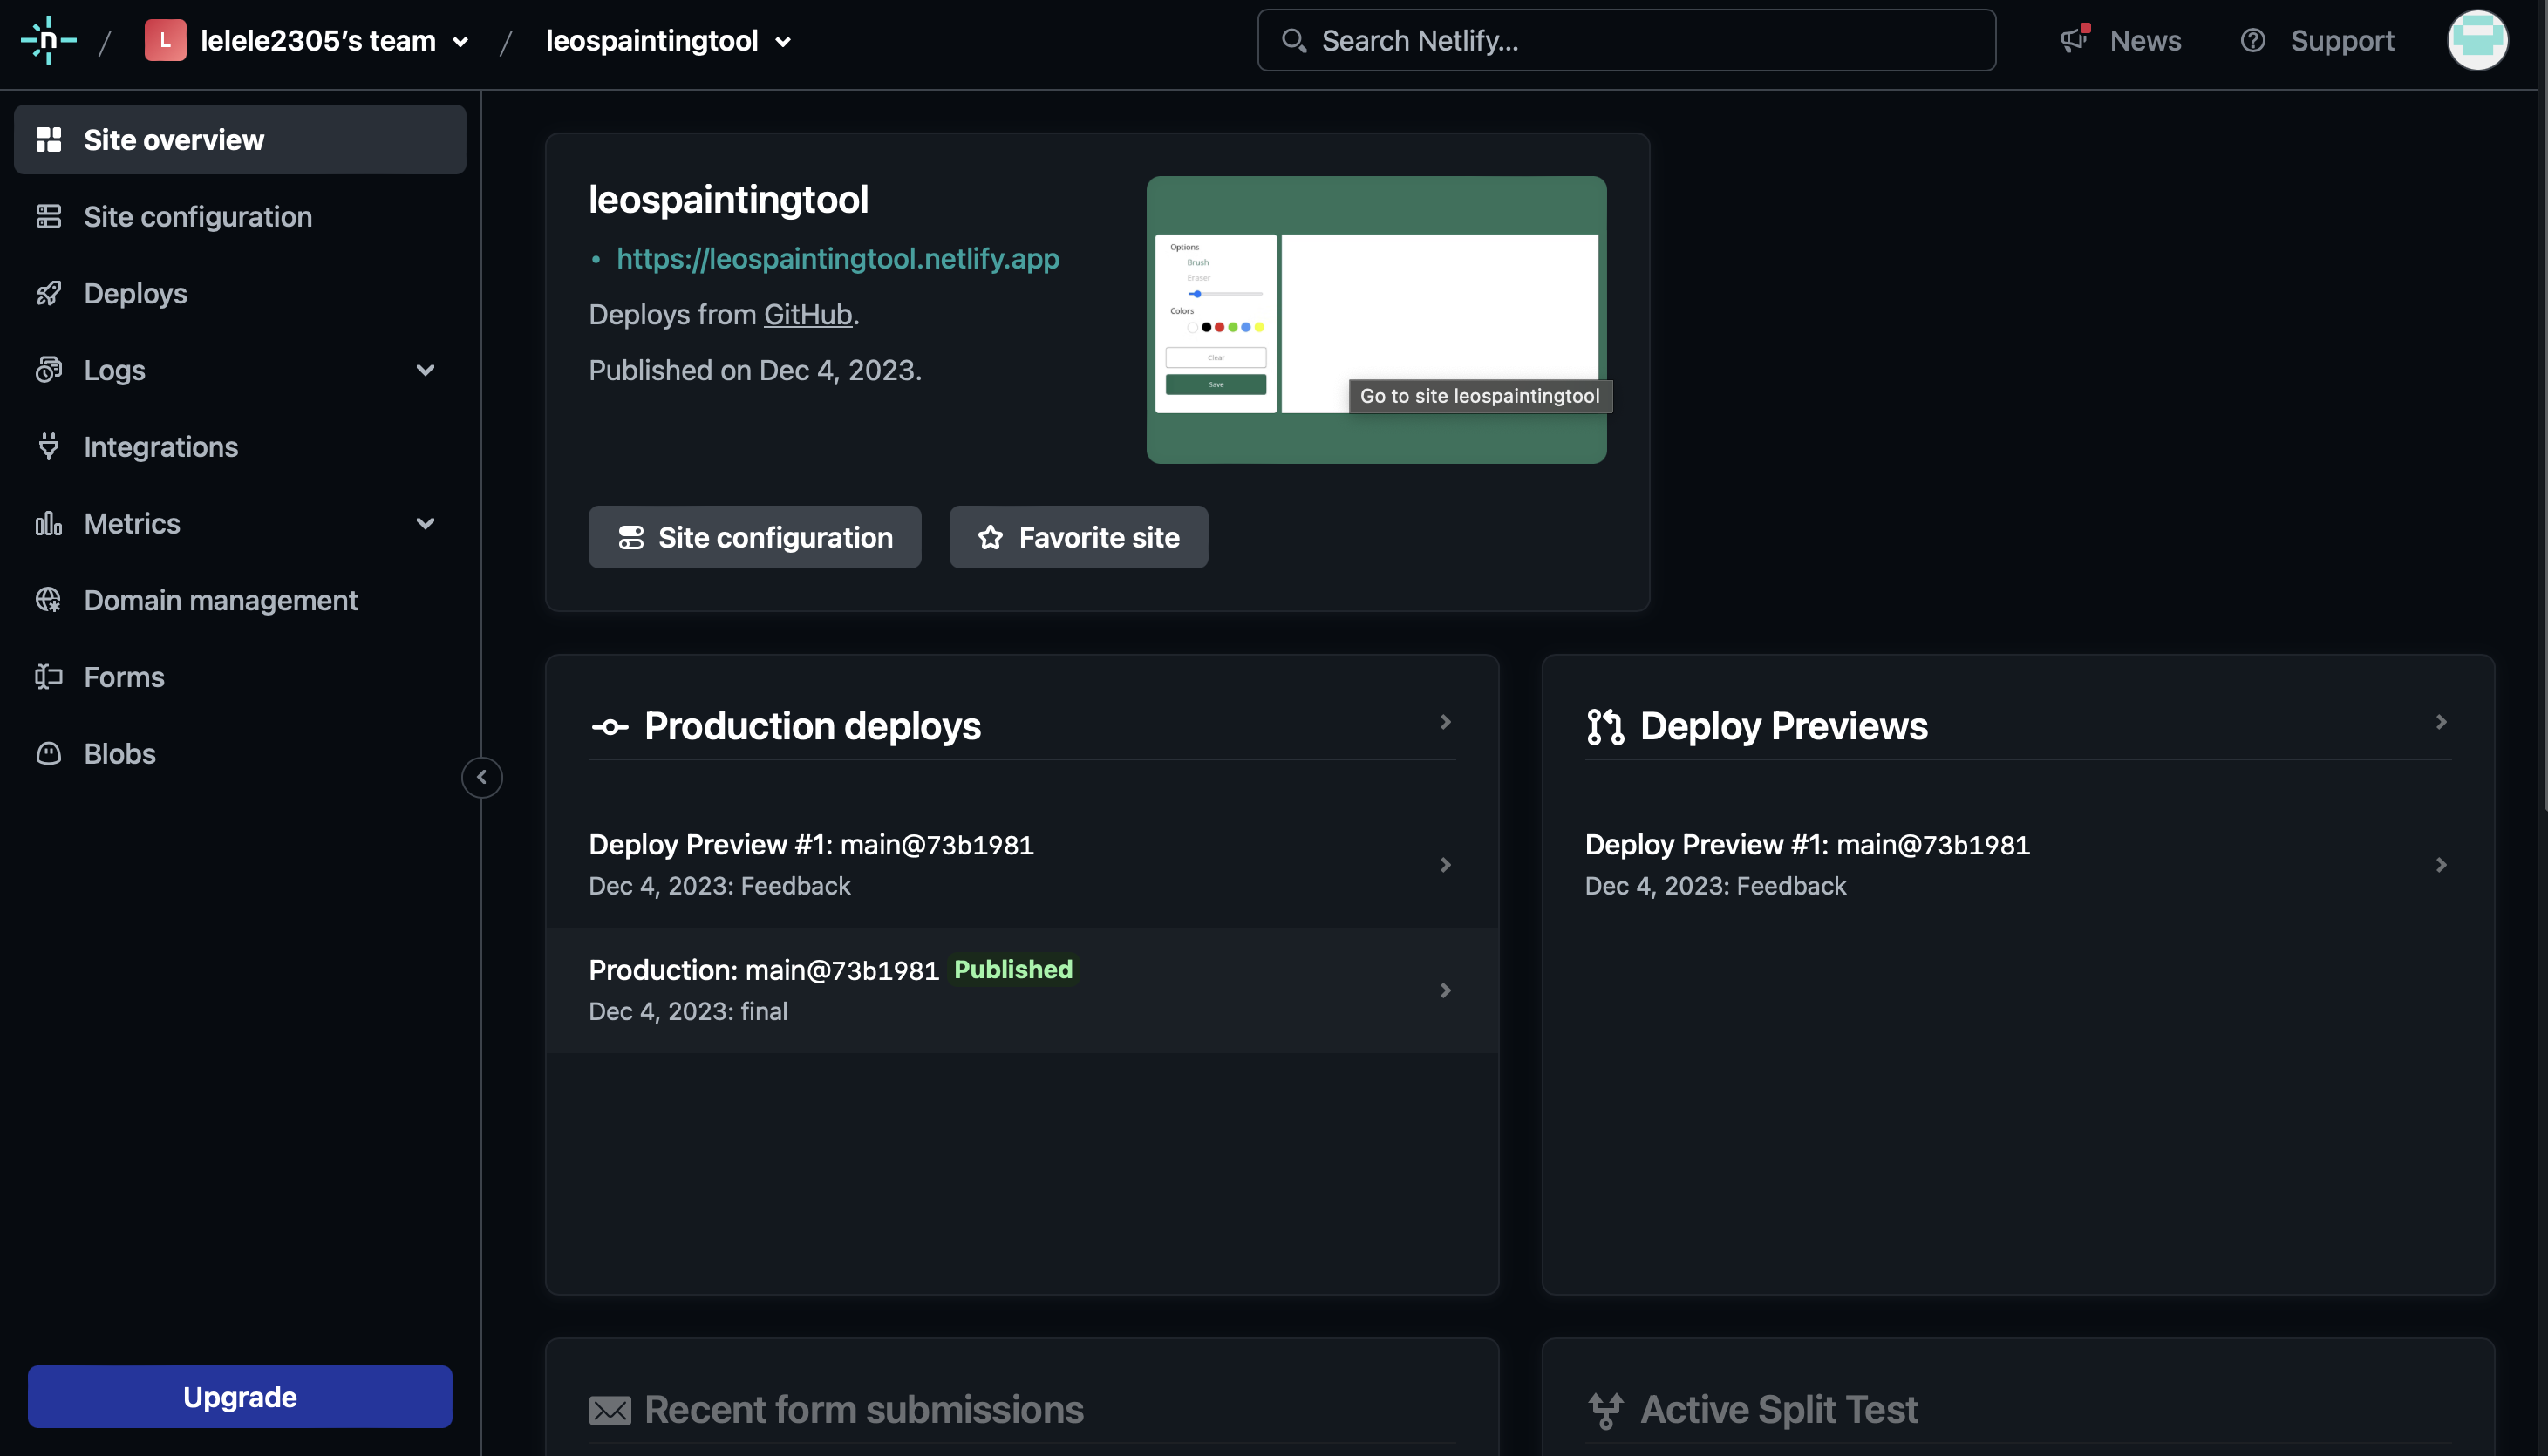 n / L lelele2305's team / leospaintingtool
Search Netlify...
News
Support
Site overview
Site configuration
Deploys
Logs
Integrations
Metrics
Domain management
Forms
Blobs
Upgrade
leospaintingtool
• https://leospaintingtool.netlify.app
Deploys from GitHub.
Published on Dec 4, 2023.
Options
Brush
Eraser
Colors
Clear
Save
Go to site leospaintingtool
Site configuration
Favorite site
Production deploys
Deploy Preview #1: main@73b1981
Dec 4, 2023: Feedback
Production: main@73b1981 Published
Dec 4, 2023: final
Deploy Previews
Deploy Preview #1: main@73b1981
Dec 4, 2023: Feedback
Recent form submissions
Active Split Test